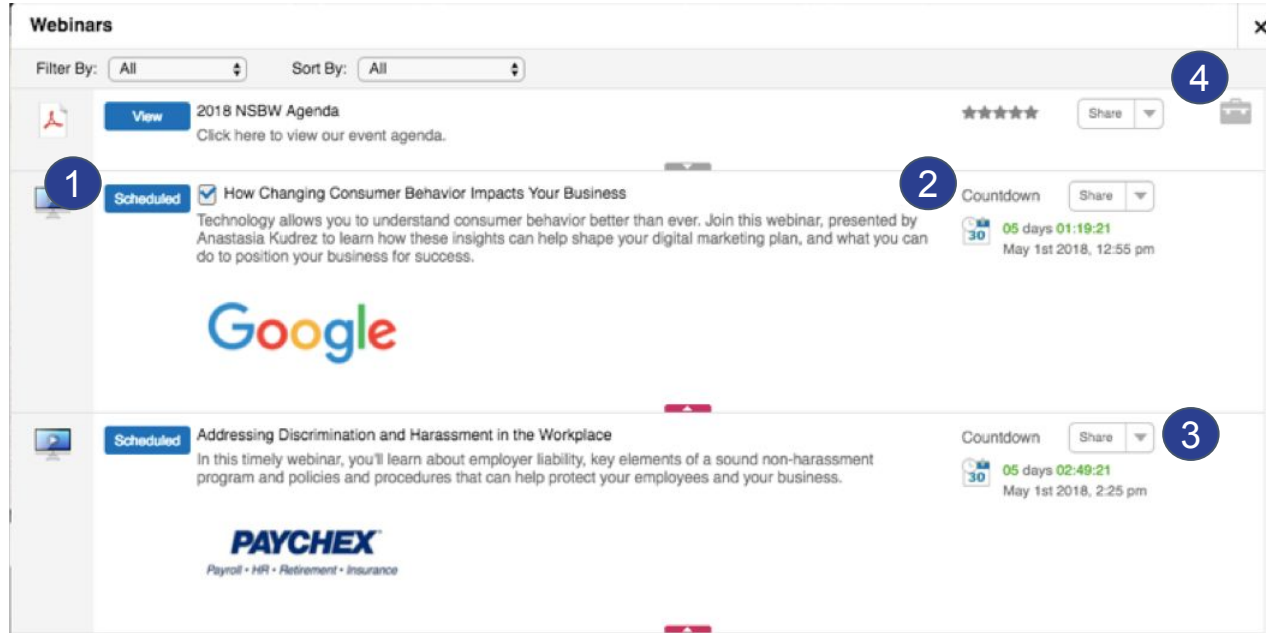 Webinars
×
Filter By: All Sort By: All
4
View 2018 NSBW Agenda Share
Click here to view our event agenda.
1 Scheduled How Changing Consumer Behavior Impacts Your Business 2 Countdown Share
Technology allows you to understand consumer behavior better than ever. Join this webinar, presented by
Anastasia Kudrez to learn how these insights can help shape your digital marketing plan, and what you can
do to position your business for success.
30 05 days 01:19:21
May 1st 2018, 12:55 pm
Google
Scheduled Addressing Discrimination and Harassment in the Workplace Countdown Share 3
In this timely webinar, you'll learn about employer liability, key elements of a sound non-harassment
program and policies and procedures that can help protect your employees and your business.
30 05 days 02:49:21
May 1st 2018, 2:25 pm
PAYCHEX
Payroll • HR • Retirement • Insurance